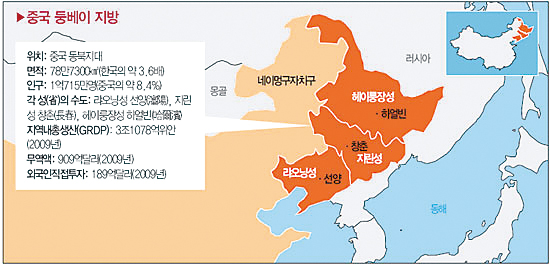 ▶중국 둥베이 지방
위치: 중국 동북지대
면적: 78만7300㎢(한국의 약 3.6배)
인구: 1억715만명(중국의 약 8.4%)
각 성(省)의 수도: 랴오닝성 선양(瀋陽), 지린
성 창춘(長春), 헤이룽장성 하얼빈(哈爾濱)
지역내총생산(GRDP): 3조1078억위안
(2009년)
무역액: 909억달러(2009년)
외국인직접투자: 189억달러(2009년)
몽골
네이멍구자치구
러시아
헤이룽장성
·하얼빈
·창춘
지린성
랴오닝성
·선양
동해